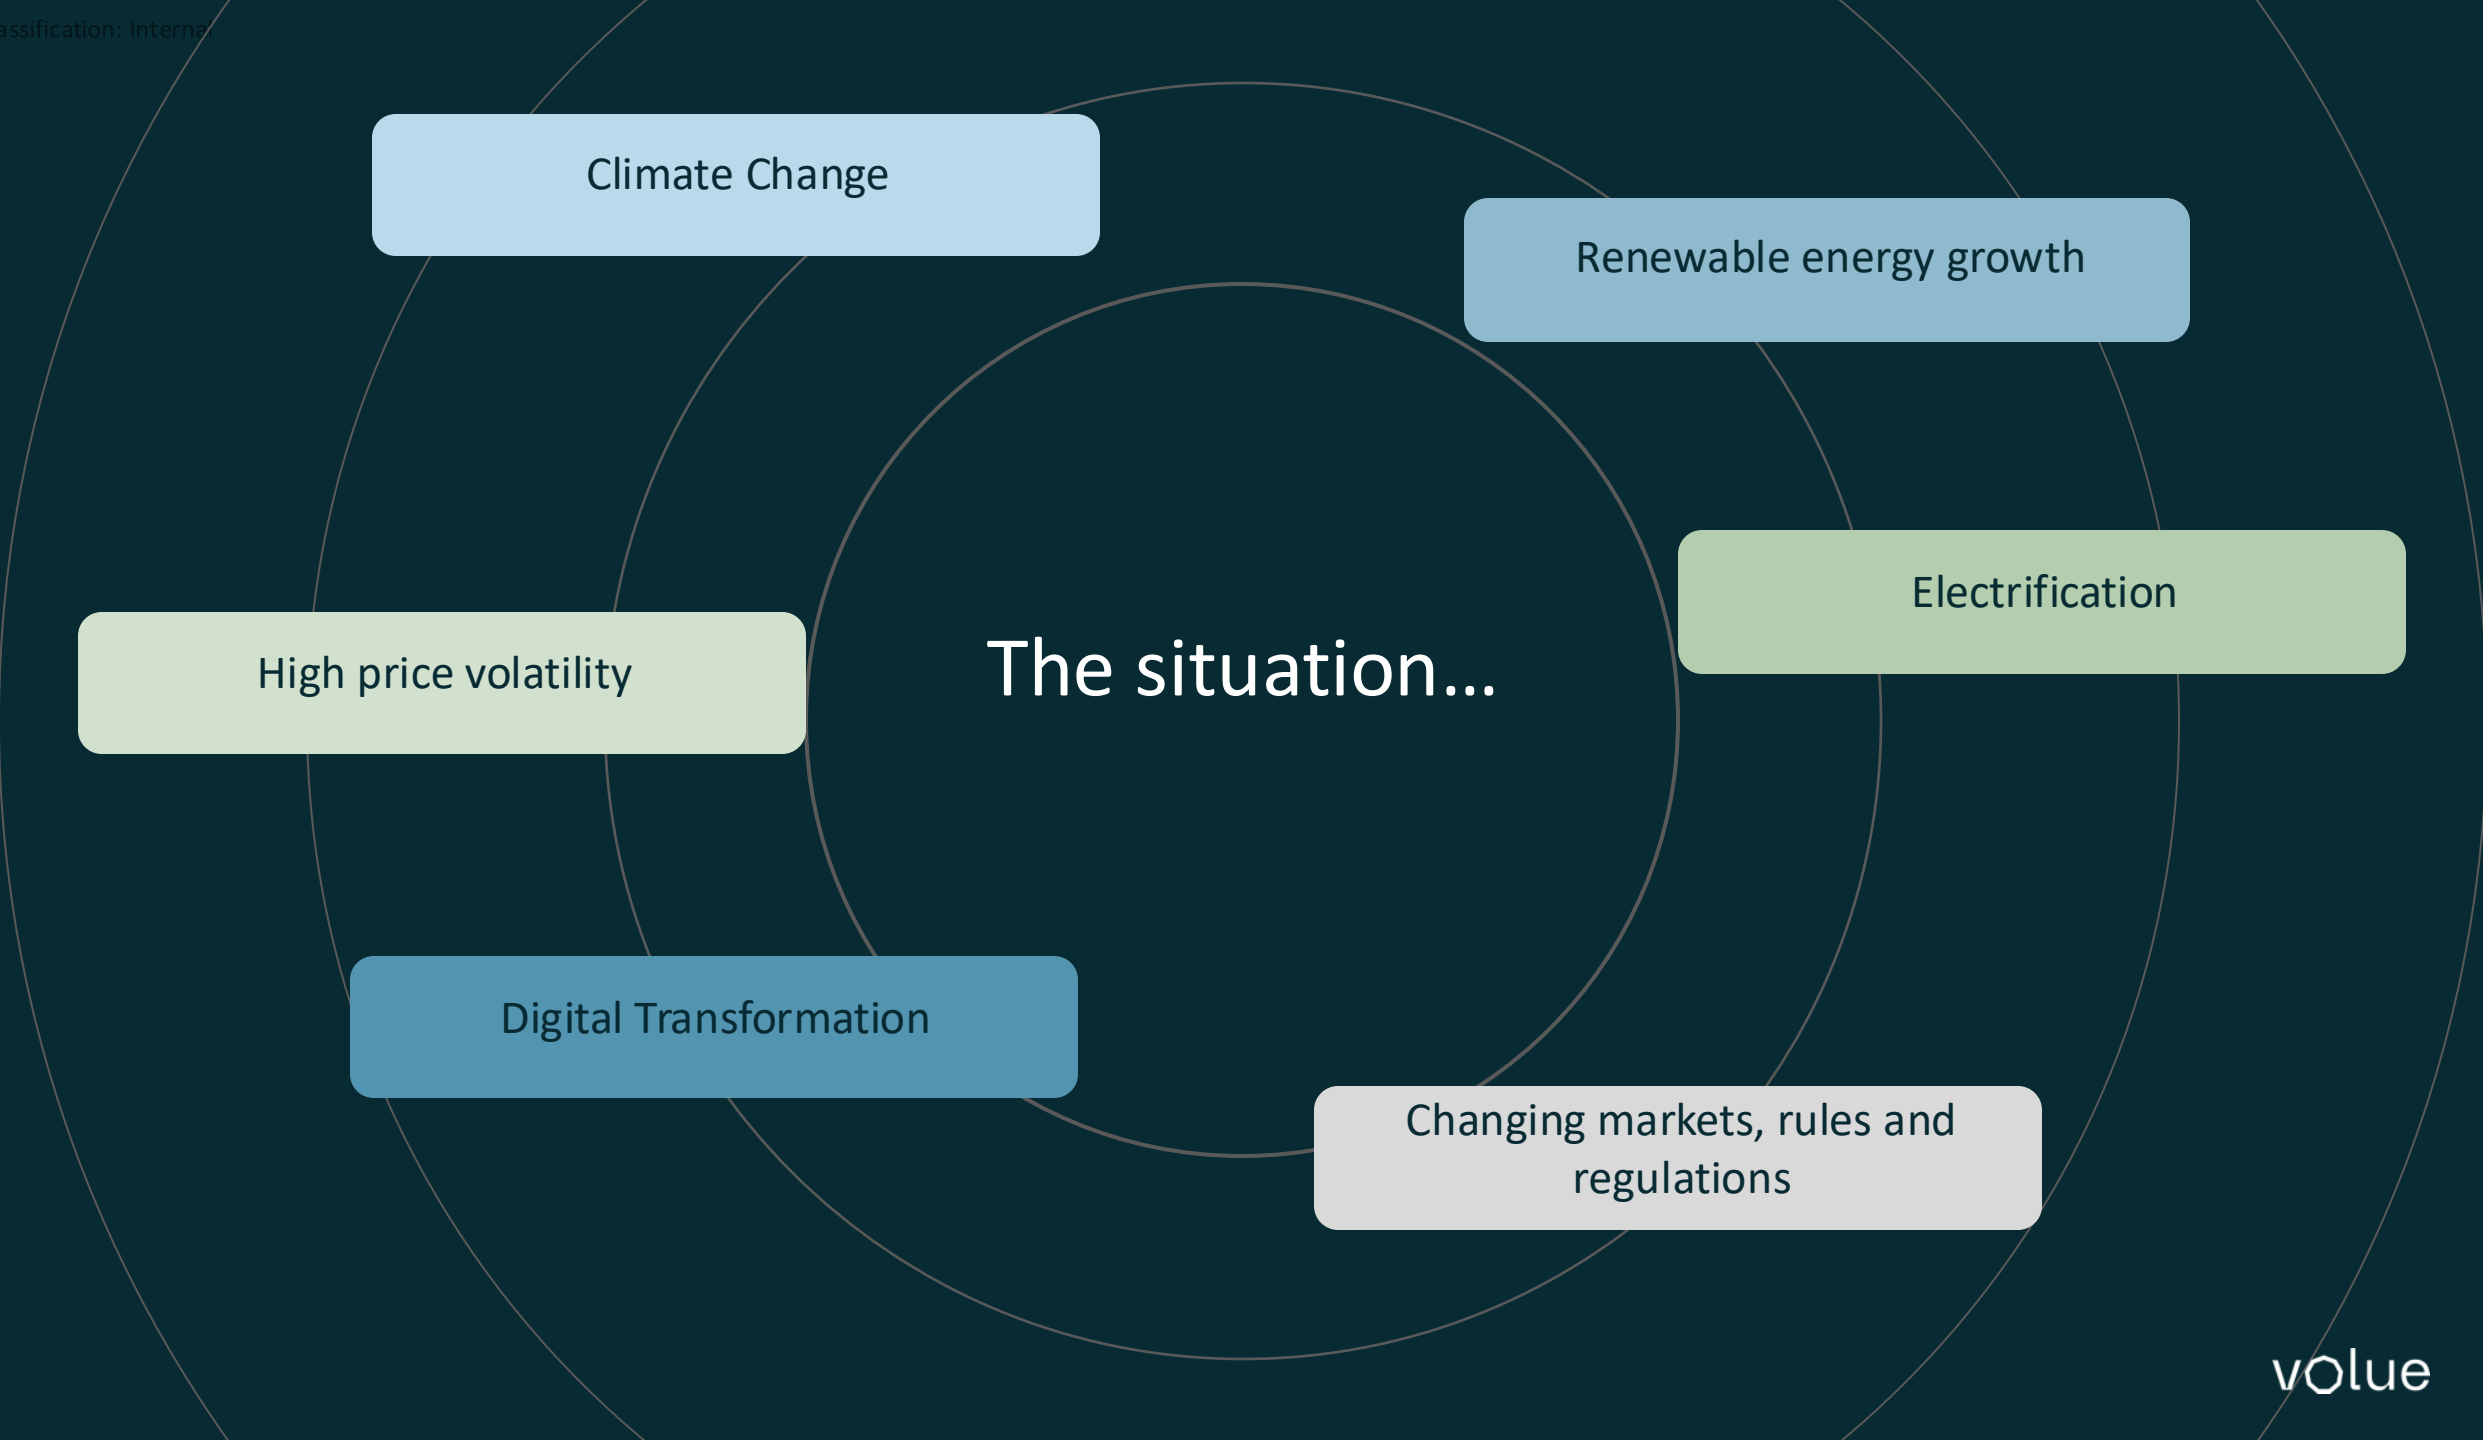 assification: Internal
Climate Change
Renewable energy growth
Electrification
High price volatility
The situation...
Digital Transformation
Changing markets, rules and
regulations
volue